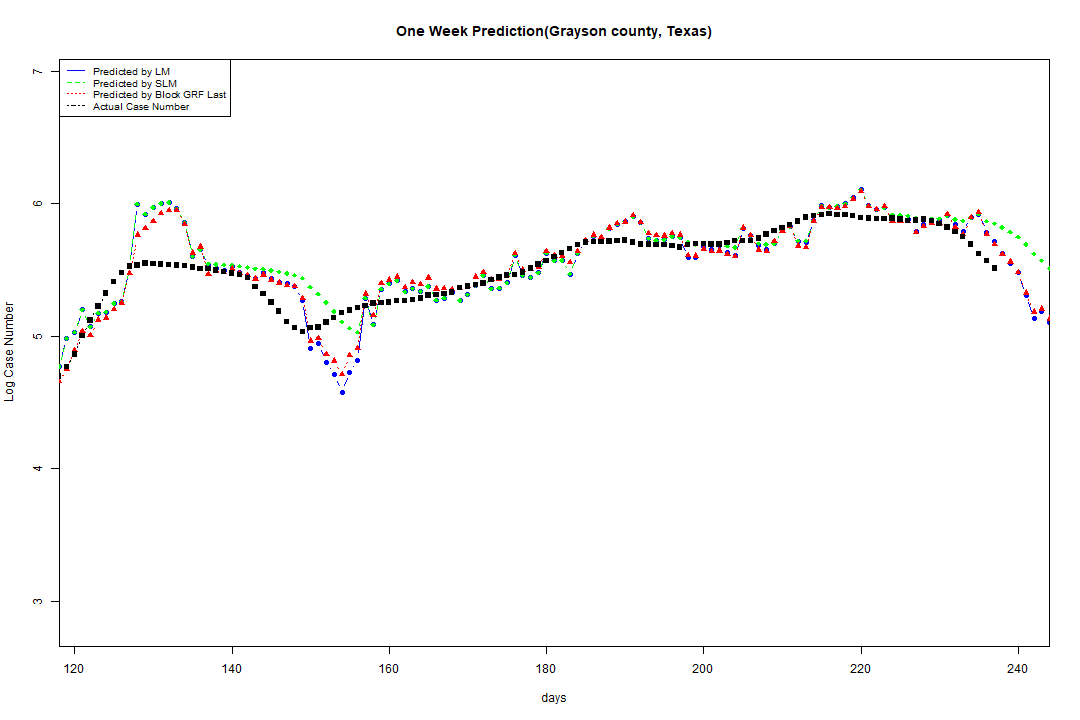 One Week Prediction(Grayson county, Texas)
Predicted by LM
Predicted by SLM
Predicted by Block GRF Last
Actual Case Number
7
6
5
4
3
Log Case Number
120 140 160 180 200 220 240
days